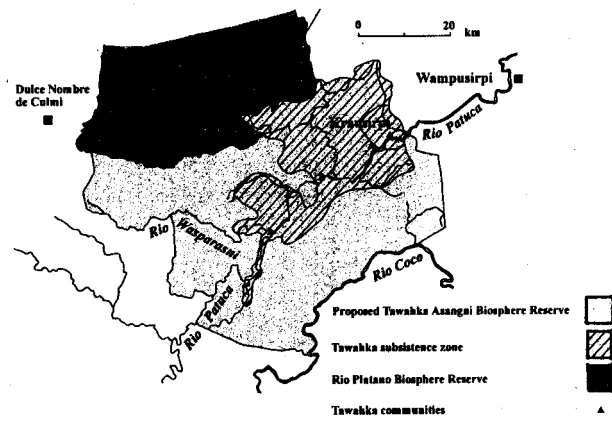 0 20
km
Wampusirpi
Dulce Nombre
de Culmi
Krausirpi
Rio Patuca
Rio Wasparasni
Rio Coco
Rio Patuca
Proposed Tawahka Asangni Biosphere Reserve
Tawahka subsistence zone
Rio Platano Biosphere Reserve
Tawahka communities